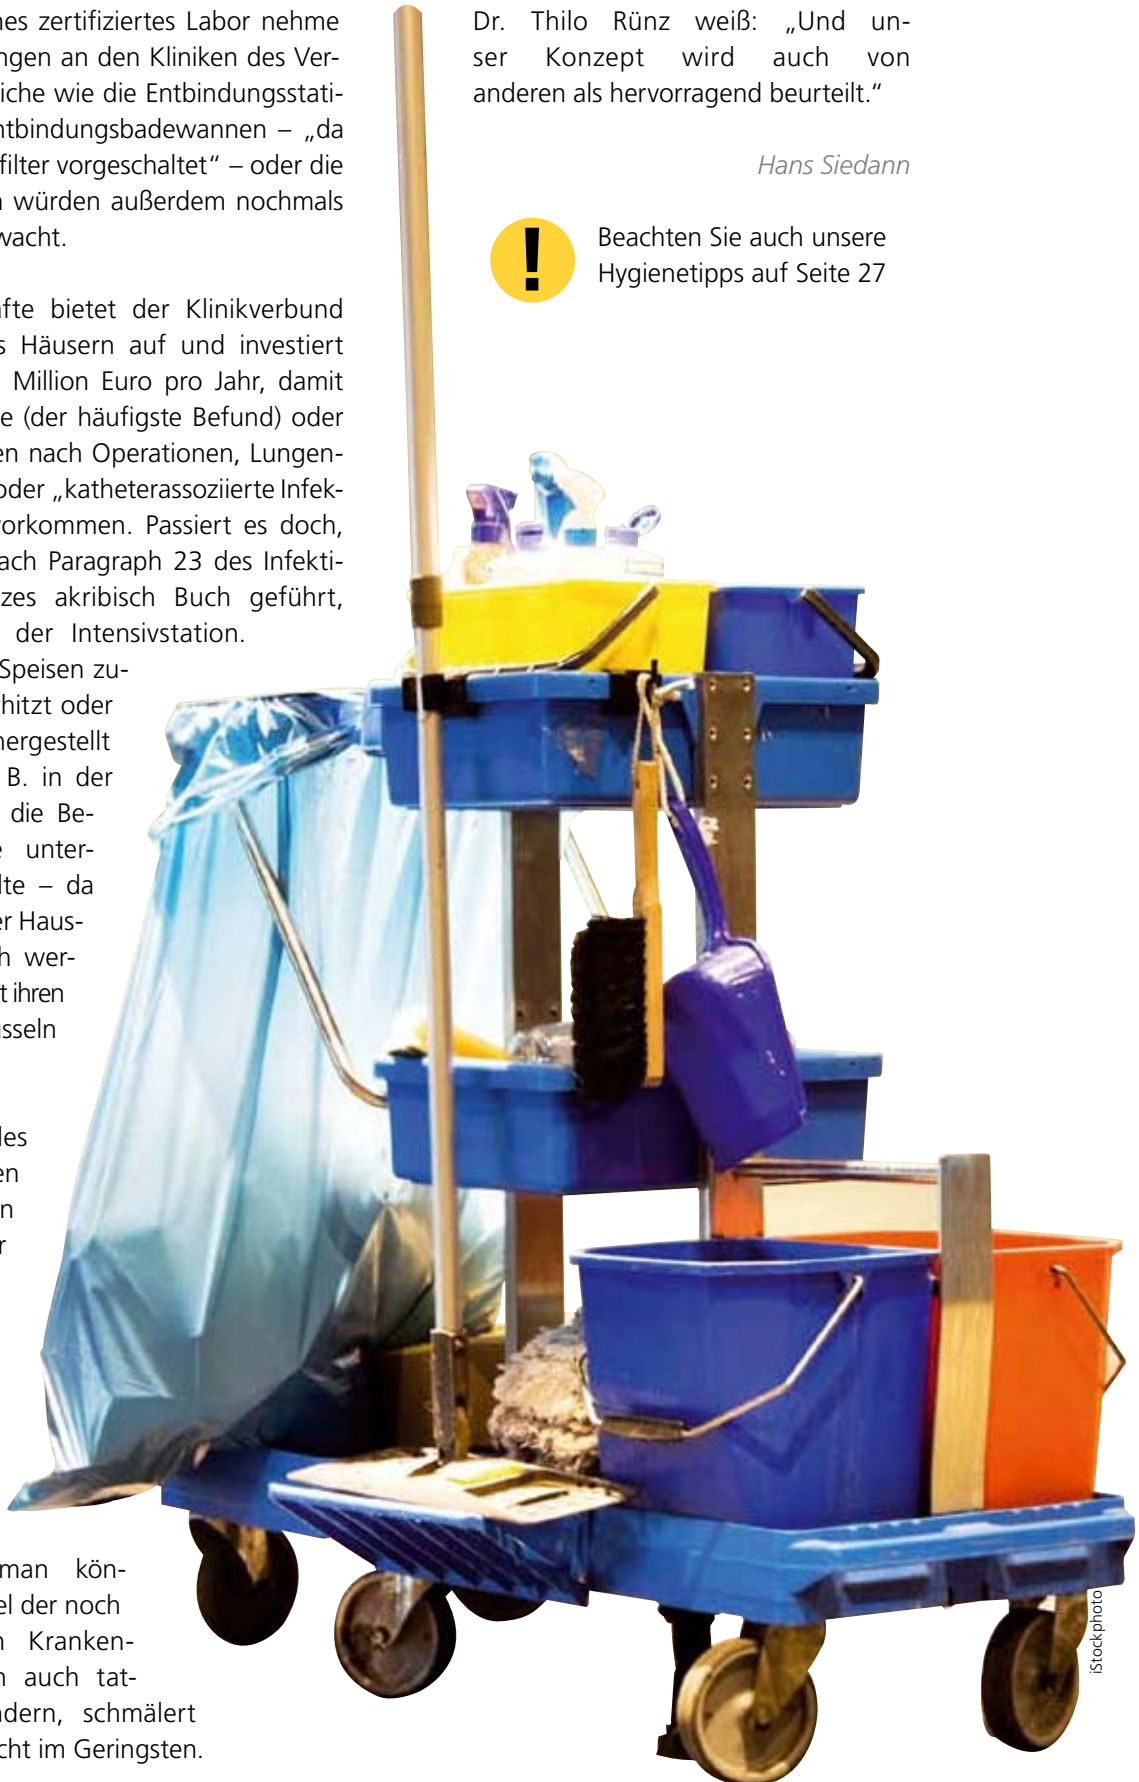 nes zertifiziertes Labor nehme
ngen an den Kliniken des Ver-
iche wie die Entbindungsstati-
ntbindungsbadewannen – „da
filter vorgeschaltet“ – oder die
würden außerdem nochmals
wacht.
fte bietet der Klinikverbund
s Häusern auf und investiert
Million Euro pro Jahr, damit
e (der häufigste Befund) oder
en nach Operationen, Lungen-
oder „katheterassoziierte Infek-
vorkommen. Passiert es doch,
ach Paragraph 23 des Infekti-
zes akribisch Buch geführt,
der Intensivstation.
Speisen zu-
hitzt oder
hergestellt
B. in der
die Be-
e unter-
lte – da
er Haus-
h wer-
t ihren
sseln
les
en
n
r
man kön-
el der noch
n Kranken-
n auch tat-
ndern, schmälert
cht im Geringsten.
Dr. Thilo Rünz weiß: „Und un-
ser Konzept wird auch von
anderen als hervorragend beurteilt.“
Hans Siedann
!
Beachten Sie auch unsere
Hygienetipps auf Seite 27
iStockphoto